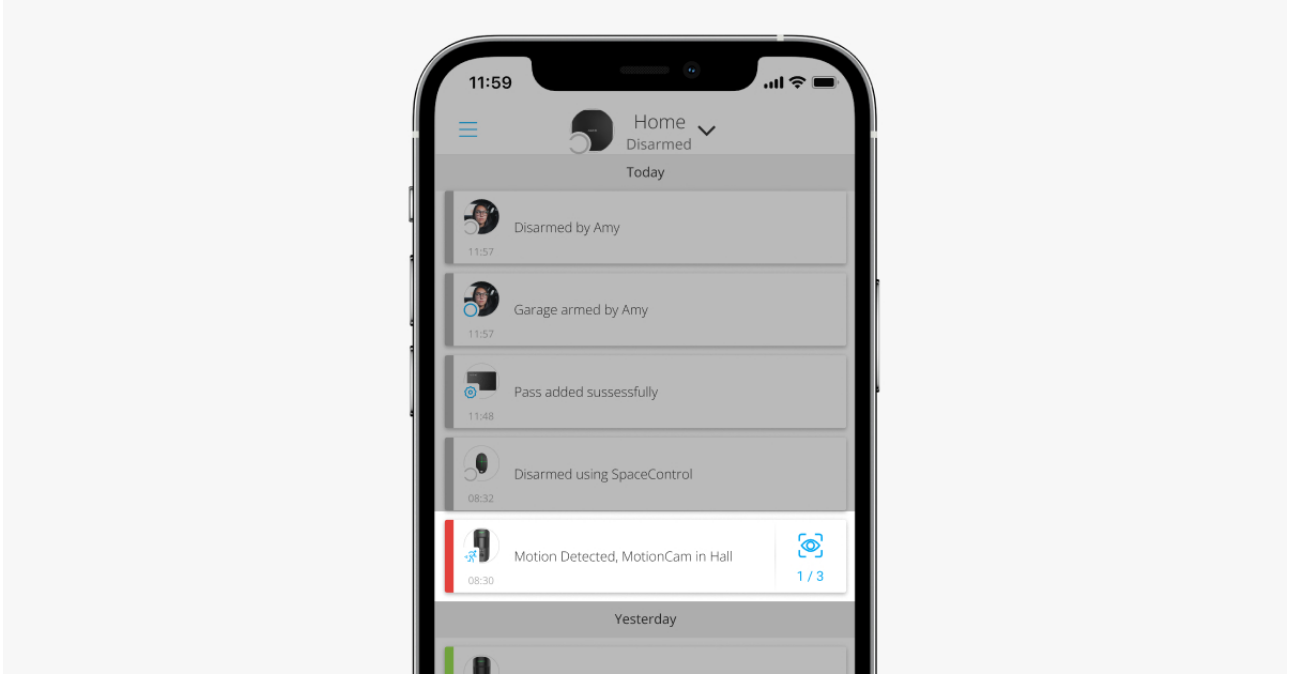 11:59
Home
Disarmed
Today
Disarmed by Amy
11:57
Garage armed by Amy
11:57
Pass added sussessfully
11:48
Disarmed using SpaceControl
08:32
Motion Detected, MotionCam in Hall
08:30
1 / 3
Yesterday